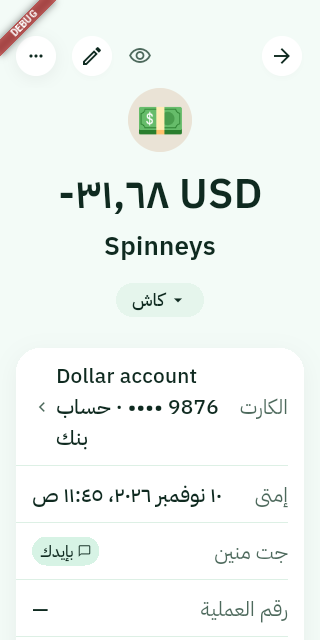 DEBUG
-٣١,٦٨ USD
Spinneys
كاش
الكارت
Dollar account
حساب · •••• 9876
بنك
إمتى
١٠ نوفمبر ٢٠٢٦، ١١:٤٥ ص
جت منين
بإيدك
رقم العملية
—